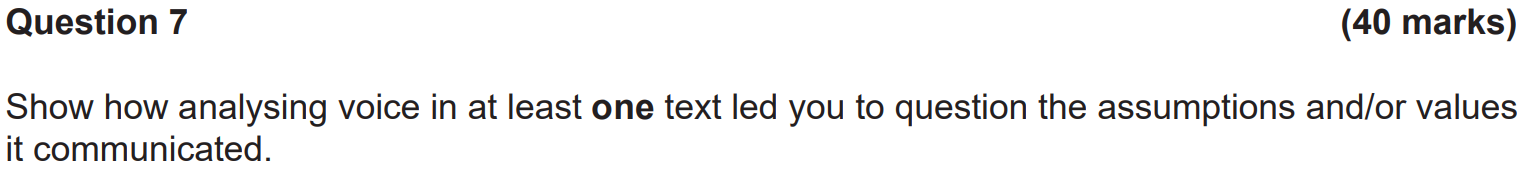 Question 7 (40 marks)
Show how analysing voice in at least one text led you to question the assumptions and/or values
it communicated.